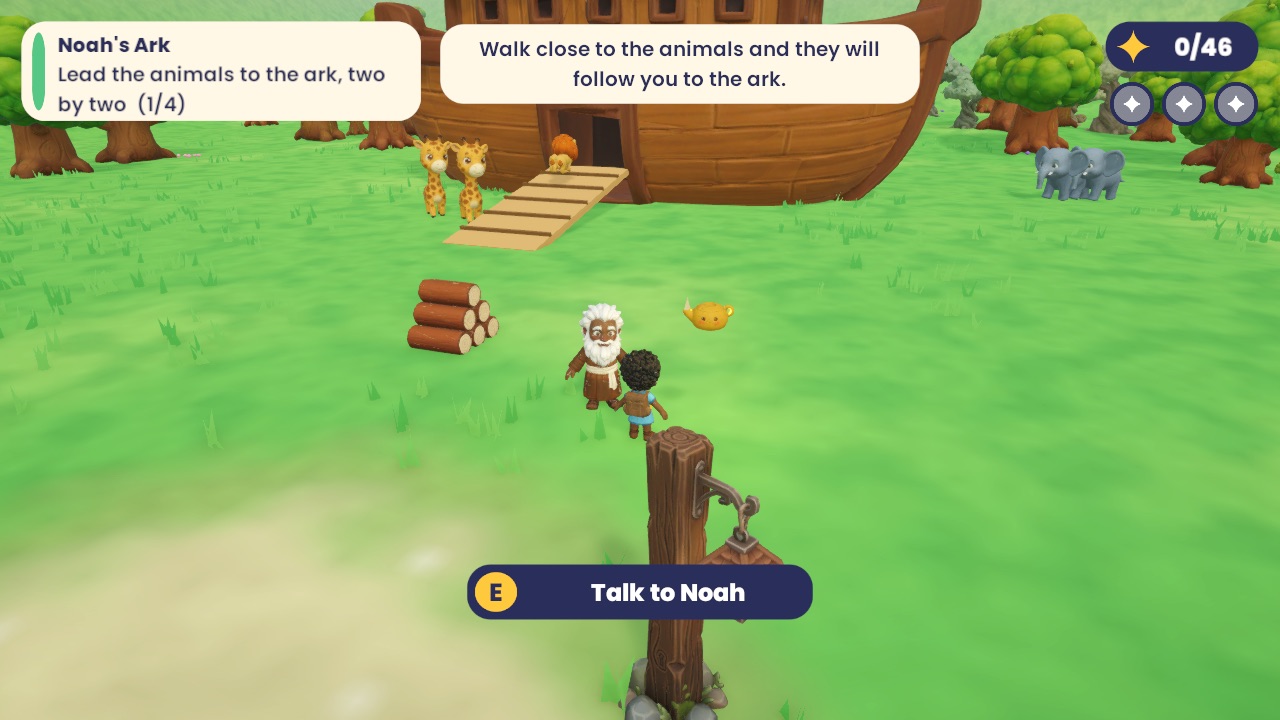 Noah's Ark
Lead the animals to the ark, two
by two (1/4)
Walk close to the animals and they will
follow you to the ark.
0/46
E
Talk to Noah